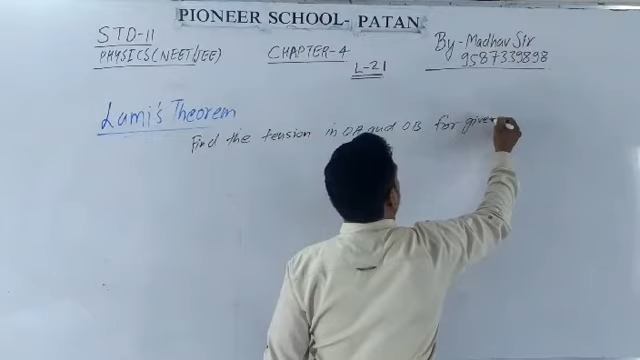 PIONEER SCHOOL- PATAN
STD-11
PHYSICS(NEET/JEE)
CHAPTER-4
L-21
By-Madhav Sir
9587339898
Lami's Theorem
Find the tension in OA and OB for given